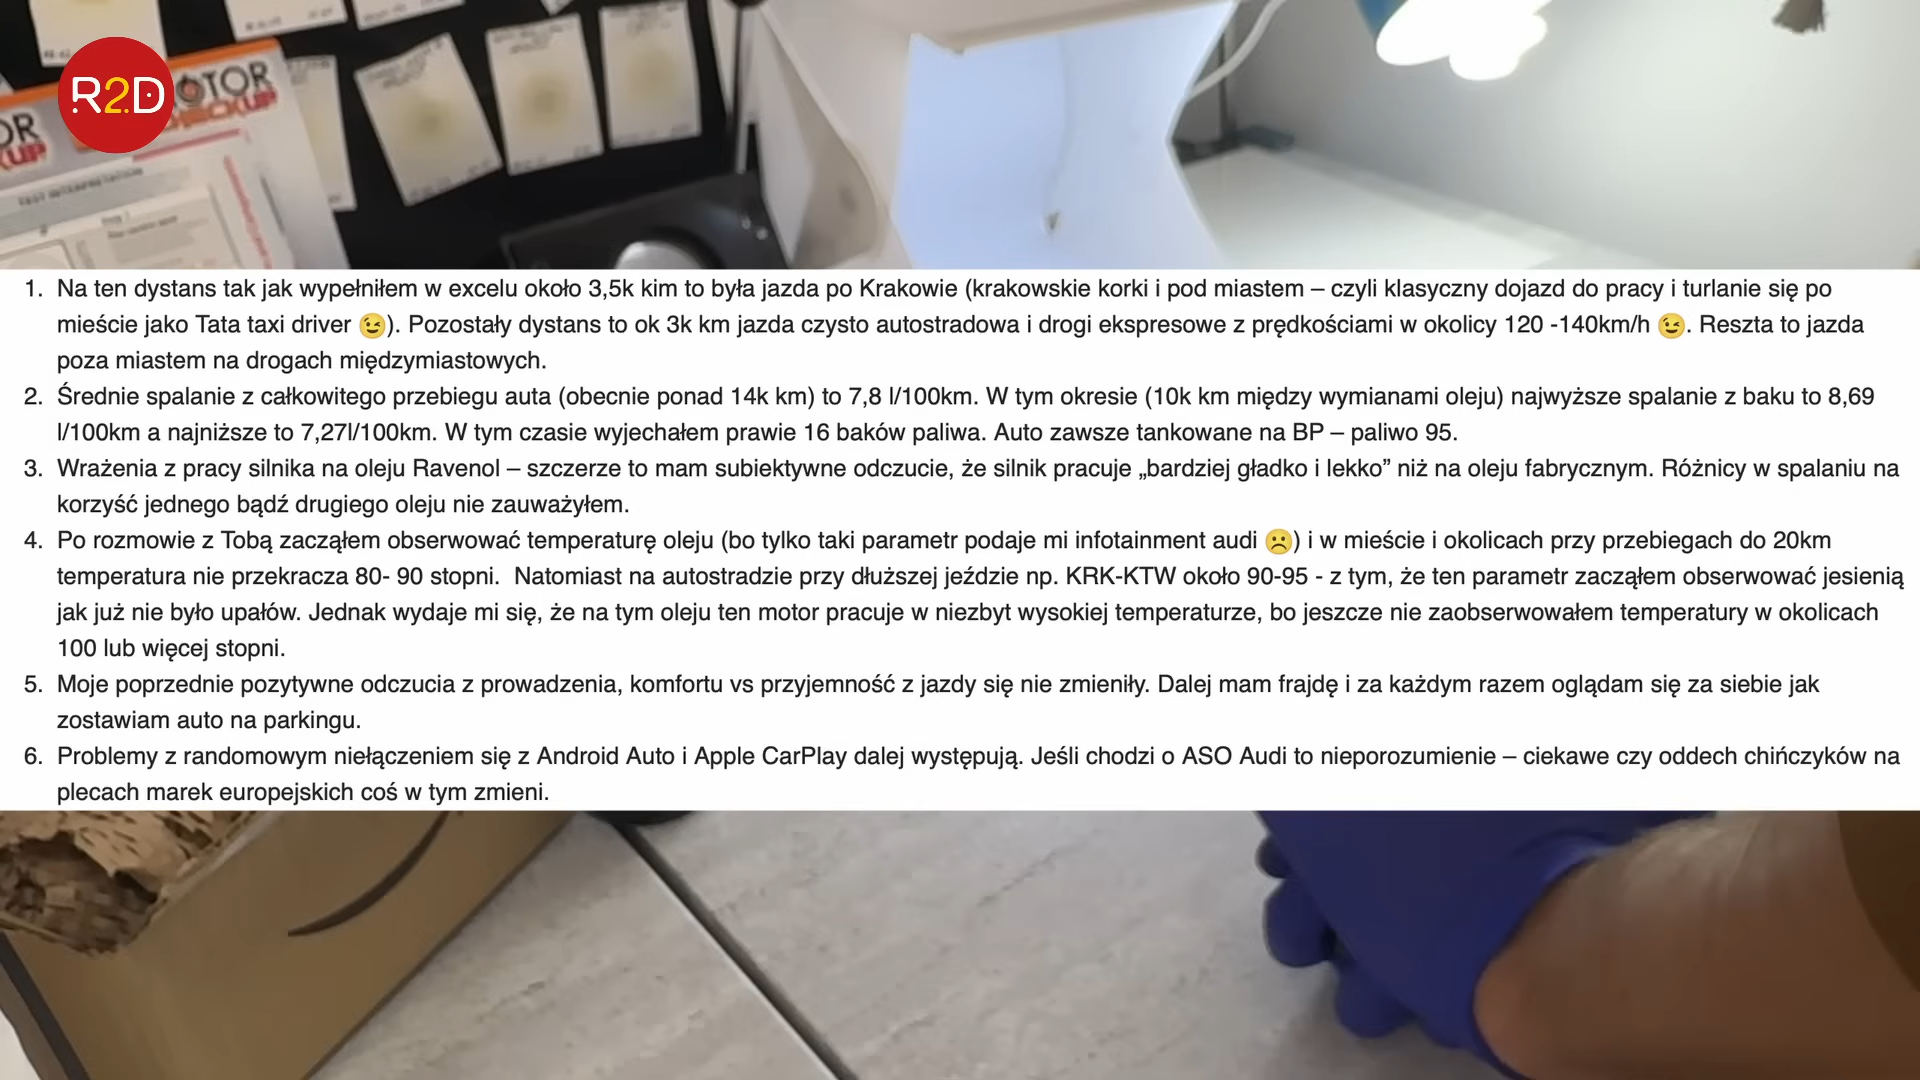 R2D
OTOR
CHECKUP
OR
KUP
TEST INTERPRETATION
1. Na ten dystans tak jak wypełniłem w excelu około 3,5k kim to była jazda po Krakowie (krakowskie korki i pod miastem – czyli klasyczny dojazd do pracy i turlanie się po
mieście jako Tata taxi driver 😉). Pozostały dystans to ok 3k km jazda czysto autostradowa i drogi ekspresowe z prędkościami w okolicy 120 -140km/h 😉. Reszta to jazda
poza miastem na drogach międzymiastowych.
2. Średnie spalanie z całkowitego przebiegu auta (obecnie ponad 14k km) to 7,8 l/100km. W tym okresie (10k km między wymianami oleju) najwyższe spalanie z baku to 8,69
l/100km a najniższe to 7,27l/100km. W tym czasie wyjechałem prawie 16 baków paliwa. Auto zawsze tankowane na BP – paliwo 95.
3. Wrażenia z pracy silnika na oleju Ravenol – szczerze to mam subiektywne odczucie, że silnik pracuje „bardziej gładko i lekko” niż na oleju fabrycznym. Różnicy w spalaniu na
korzyść jednego bądź drugiego oleju nie zauważyłem.
4. Po rozmowie z Tobą zacząłem obserwować temperaturę oleju (bo tylko taki parametr podaje mi infotainment audi ☹️) i w mieście i okolicach przy przebiegach do 20km
temperatura nie przekracza 80- 90 stopni.  Natomiast na autostradzie przy dłuższej jeździe np. KRK-KTW około 90-95 - z tym, że ten parametr zacząłem obserwować jesienią
jak już nie było upałów. Jednak wydaje mi się, że na tym oleju ten motor pracuje w niezbyt wysokiej temperaturze, bo jeszcze nie zaobserwowałem temperatury w okolicach
100 lub więcej stopni.
5. Moje poprzednie pozytywne odczucia z prowadzenia, komfortu vs przyjemność z jazdy się nie zmieniły. Dalej mam frajdę i za każdym razem oglądam się za siebie jak
zostawiam auto na parkingu.
6. Problemy z randomowym niełączeniem się z Android Auto i Apple CarPlay dalej występują. Jeśli chodzi o ASO Audi to nieporozumienie – ciekawe czy oddech chińczyków na
plecach marek europejskich coś w tym zmieni.